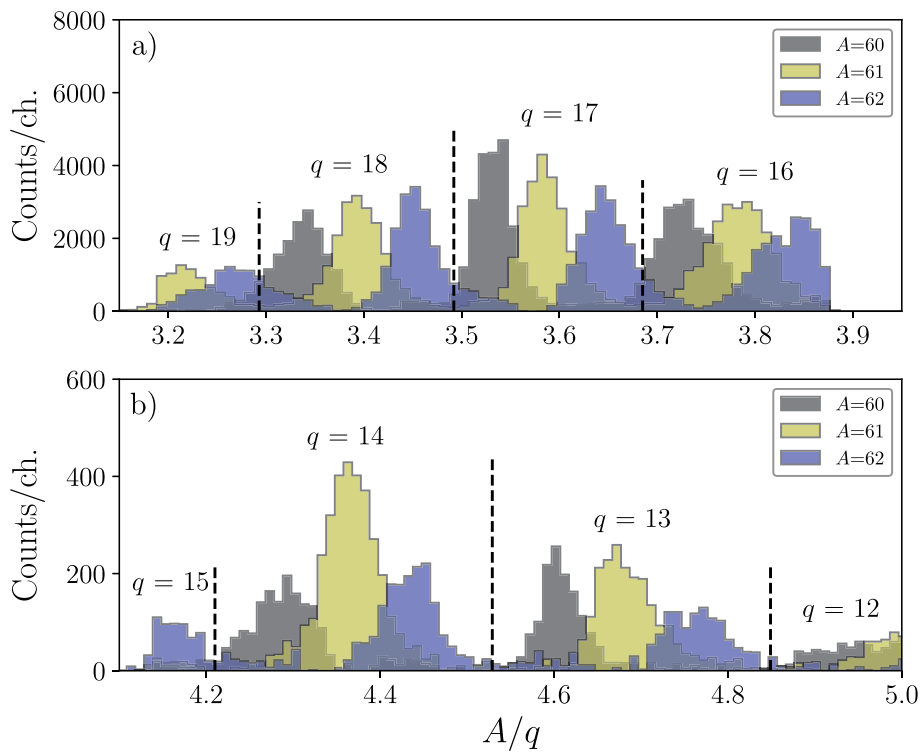 a)
A=60
A=61
A=62
q = 19
q = 18
q = 17
q = 16
Counts/ch.
8000
6000
4000
2000
0
3.2 3.3 3.4 3.5 3.6 3.7 3.8 3.9
b)
A=60
A=61
A=62
q = 15
q = 14
q = 13
q = 12
Counts/ch.
600
400
200
0
4.2 4.4 4.6 4.8 5.0
A/q